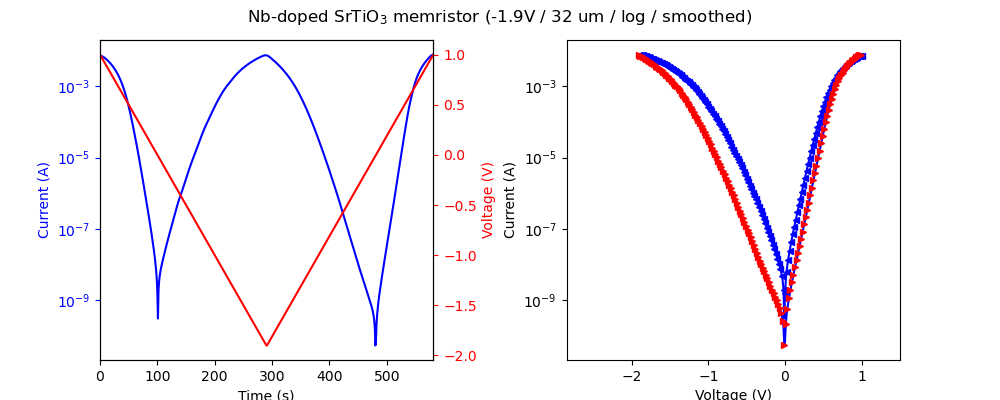 Nb-doped SrTiO₃ memristor (-1.9V / 32 um / log / smoothed)
Current (A)
10⁻³
10⁻⁵
10⁻⁷
10⁻⁹
0 100 200 300 400 500
Time (s)
1.0
0.5
0.0
−0.5
−1.0
−1.5
−2.0
Voltage (V)
Current (A)
10⁻³
10⁻⁵
10⁻⁷
10⁻⁹
−2 −1 0 1
Voltage (V)